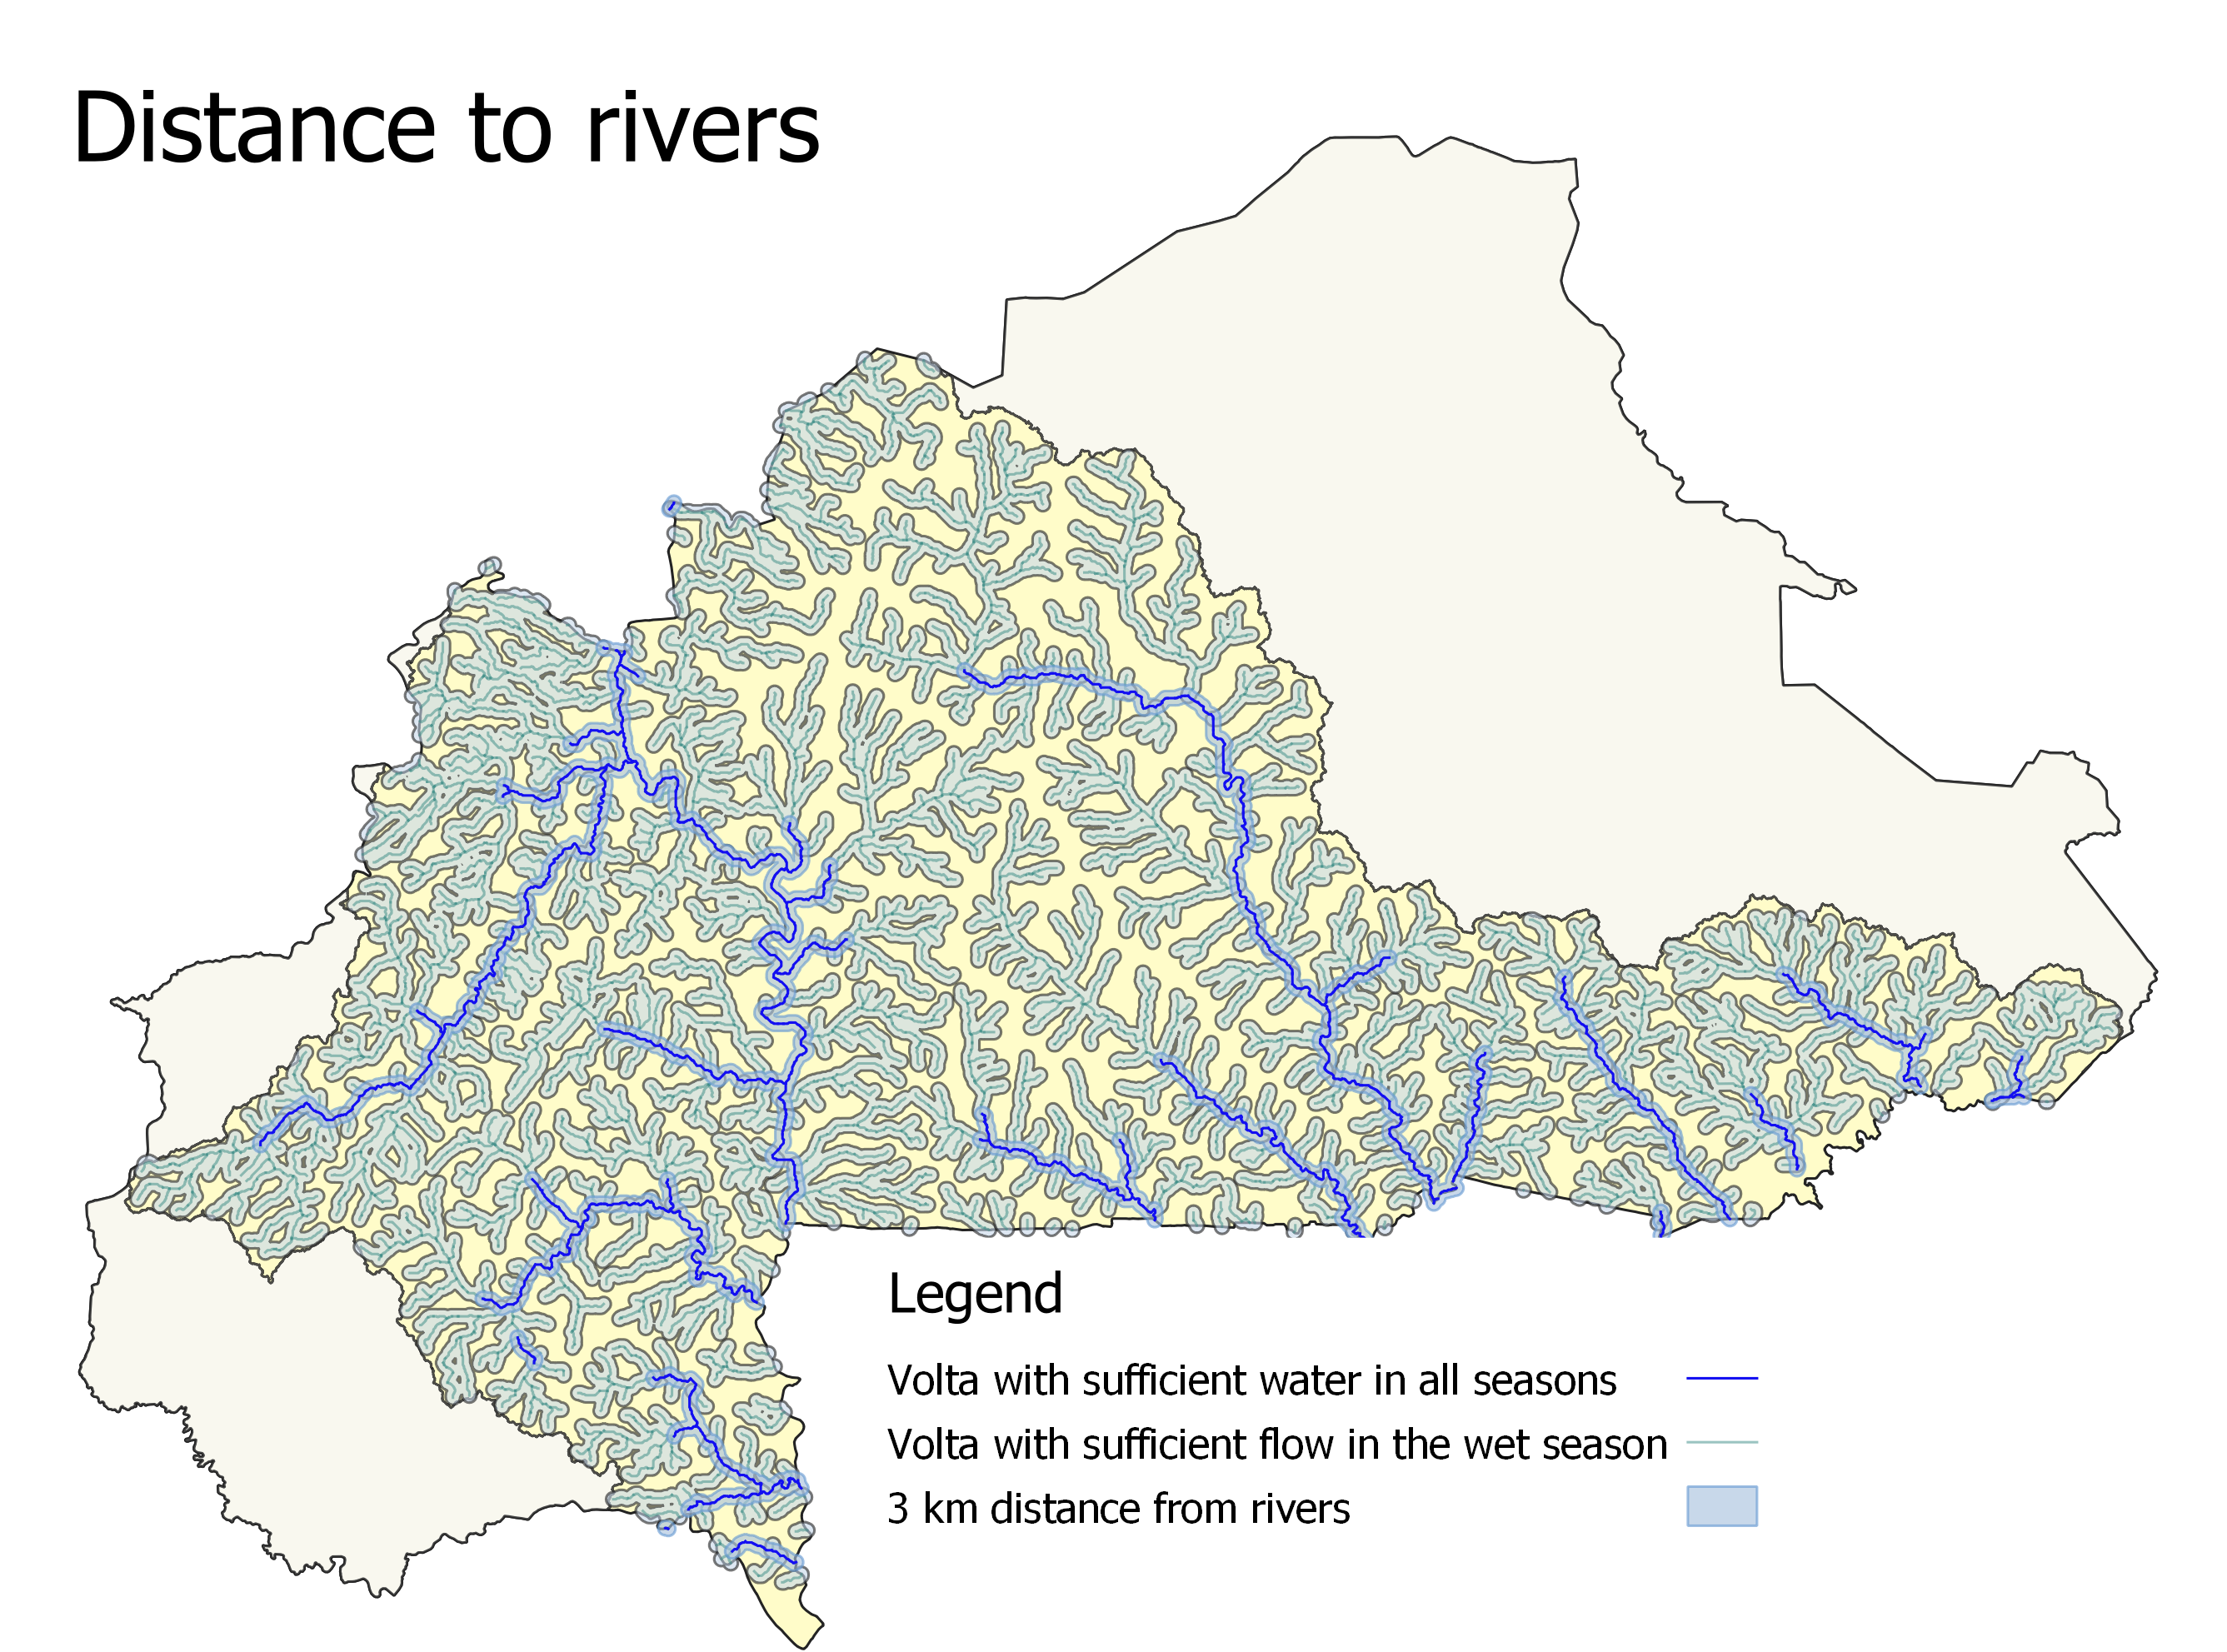 Distance to rivers
Legend
Volta with sufficient water in all seasons
Volta with sufficient flow in the wet season
3 km distance from rivers